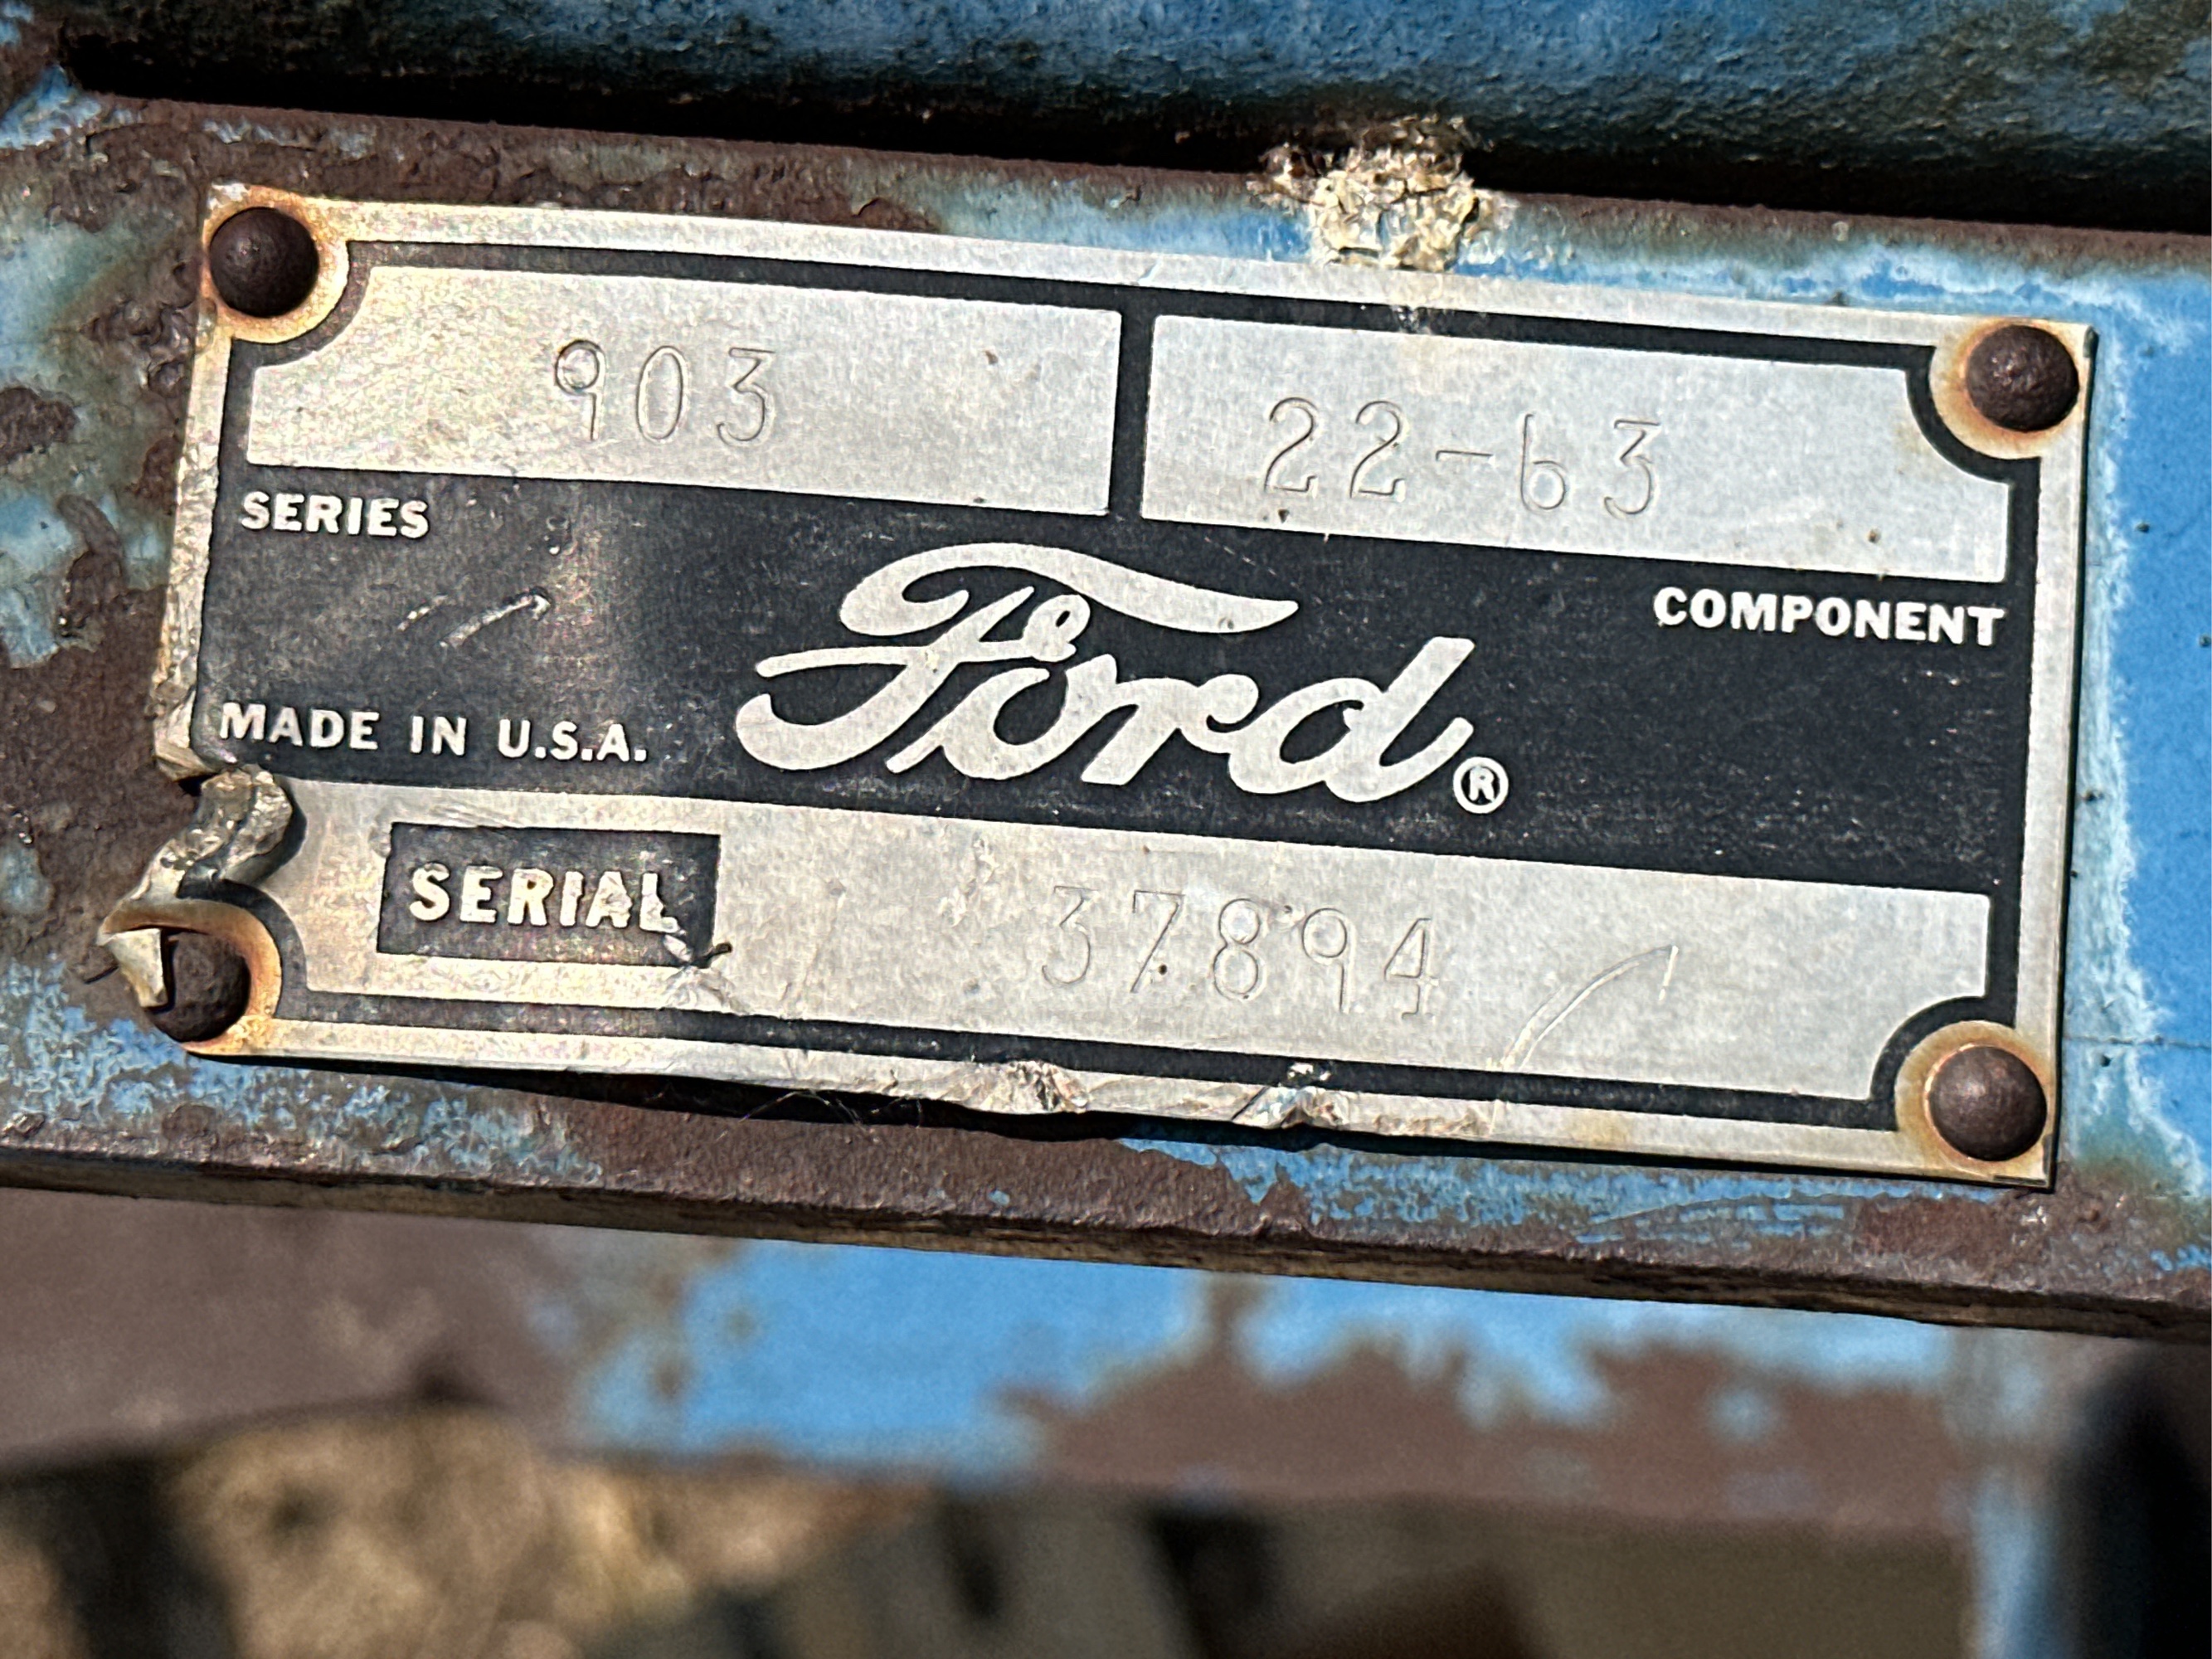 903 22-63
SERIES
COMPONENT
Ford®
MADE IN U.S.A.
SERIAL 37894